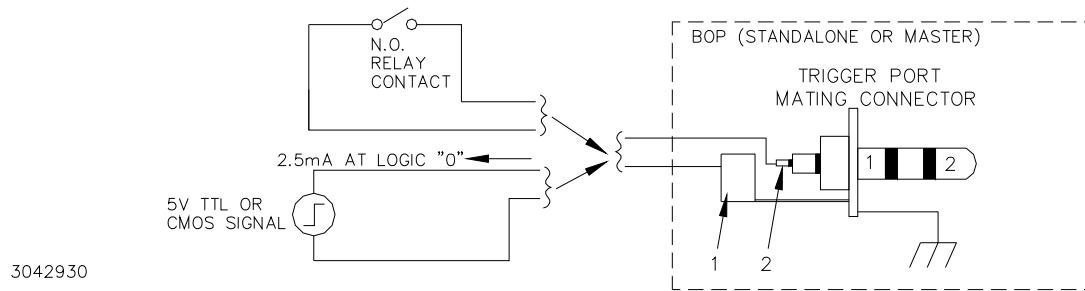 BOP (STANDALONE OR MASTER)
N.O.
RELAY
CONTACT
TRIGGER PORT
MATING CONNECTOR
2.5mA AT LOGIC "0"
1
2
5V TTL OR
CMOS SIGNAL
1
2
3042930